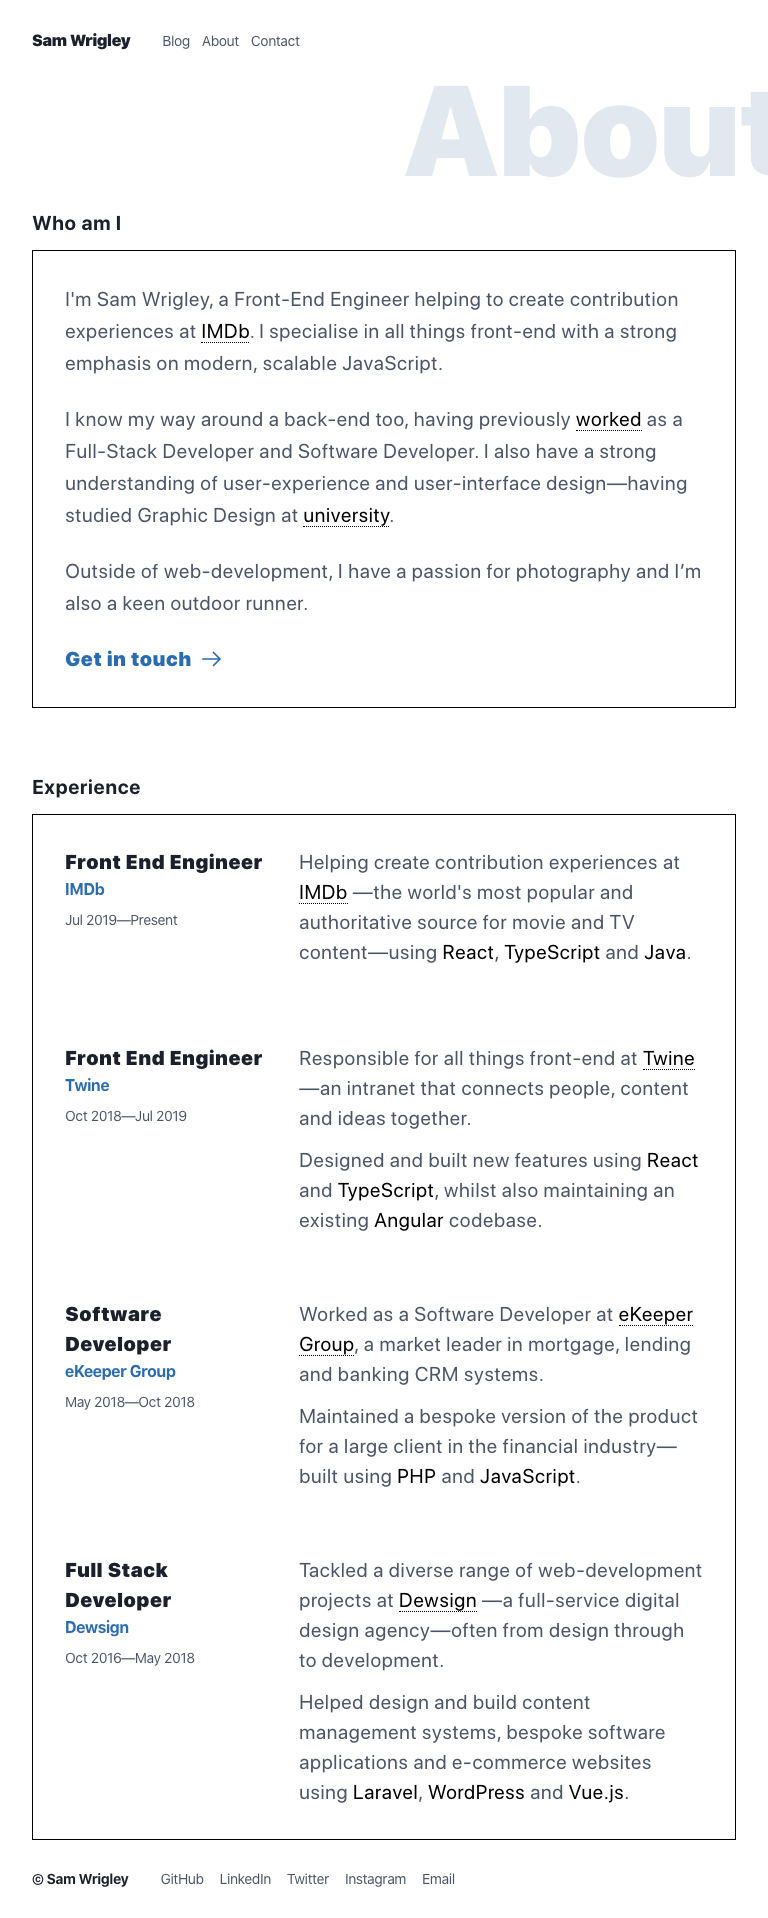 Sam Wrigley Blog About Contact
About
Who am I
I'm Sam Wrigley, a Front-End Engineer helping to create contribution
experiences at IMDb. I specialise in all things front-end with a strong
emphasis on modern, scalable JavaScript.
I know my way around a back-end too, having previously worked as a
Full-Stack Developer and Software Developer. I also have a strong
understanding of user-experience and user-interface design—having
studied Graphic Design at university.
Outside of web-development, I have a passion for photography and I’m
also a keen outdoor runner.
Get in touch →
Experience
Front End Engineer
IMDb
Jul 2019—Present
Helping create contribution experiences at
IMDb —the world's most popular and
authoritative source for movie and TV
content—using React, TypeScript and Java.
Front End Engineer
Twine
Oct 2018—Jul 2019
Responsible for all things front-end at Twine
—an intranet that connects people, content
and ideas together.
Designed and built new features using React
and TypeScript, whilst also maintaining an
existing Angular codebase.
Software
Developer
eKeeper Group
May 2018—Oct 2018
Worked as a Software Developer at eKeeper
Group, a market leader in mortgage, lending
and banking CRM systems.
Maintained a bespoke version of the product
for a large client in the financial industry—
built using PHP and JavaScript.
Full Stack
Developer
Dewsign
Oct 2016—May 2018
Tackled a diverse range of web-development
projects at Dewsign —a full-service digital
design agency—often from design through
to development.
Helped design and build content
management systems, bespoke software
applications and e-commerce websites
using Laravel, WordPress and Vue.js.
© Sam Wrigley GitHub LinkedIn Twitter Instagram Email